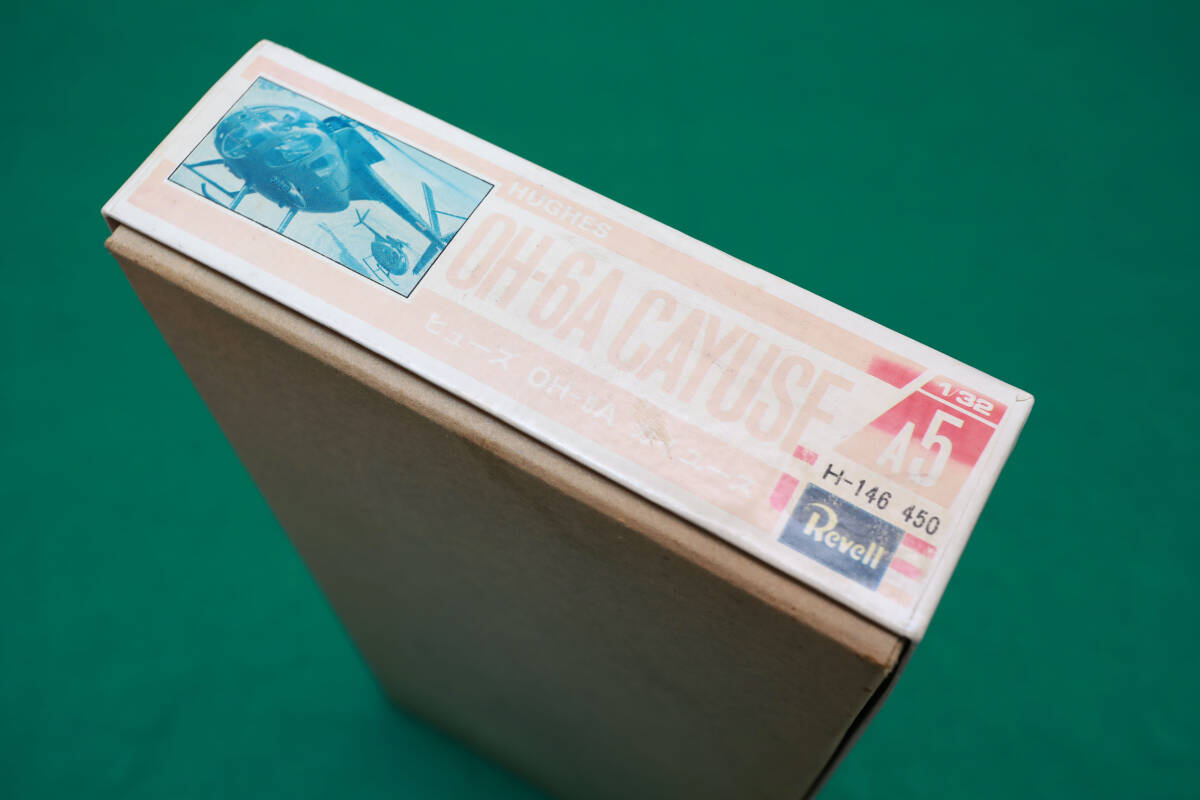 HUGHES
OH-6A CAYUSE
ヒューズ OH-6A
1/32
A5
H-146 450
Revell